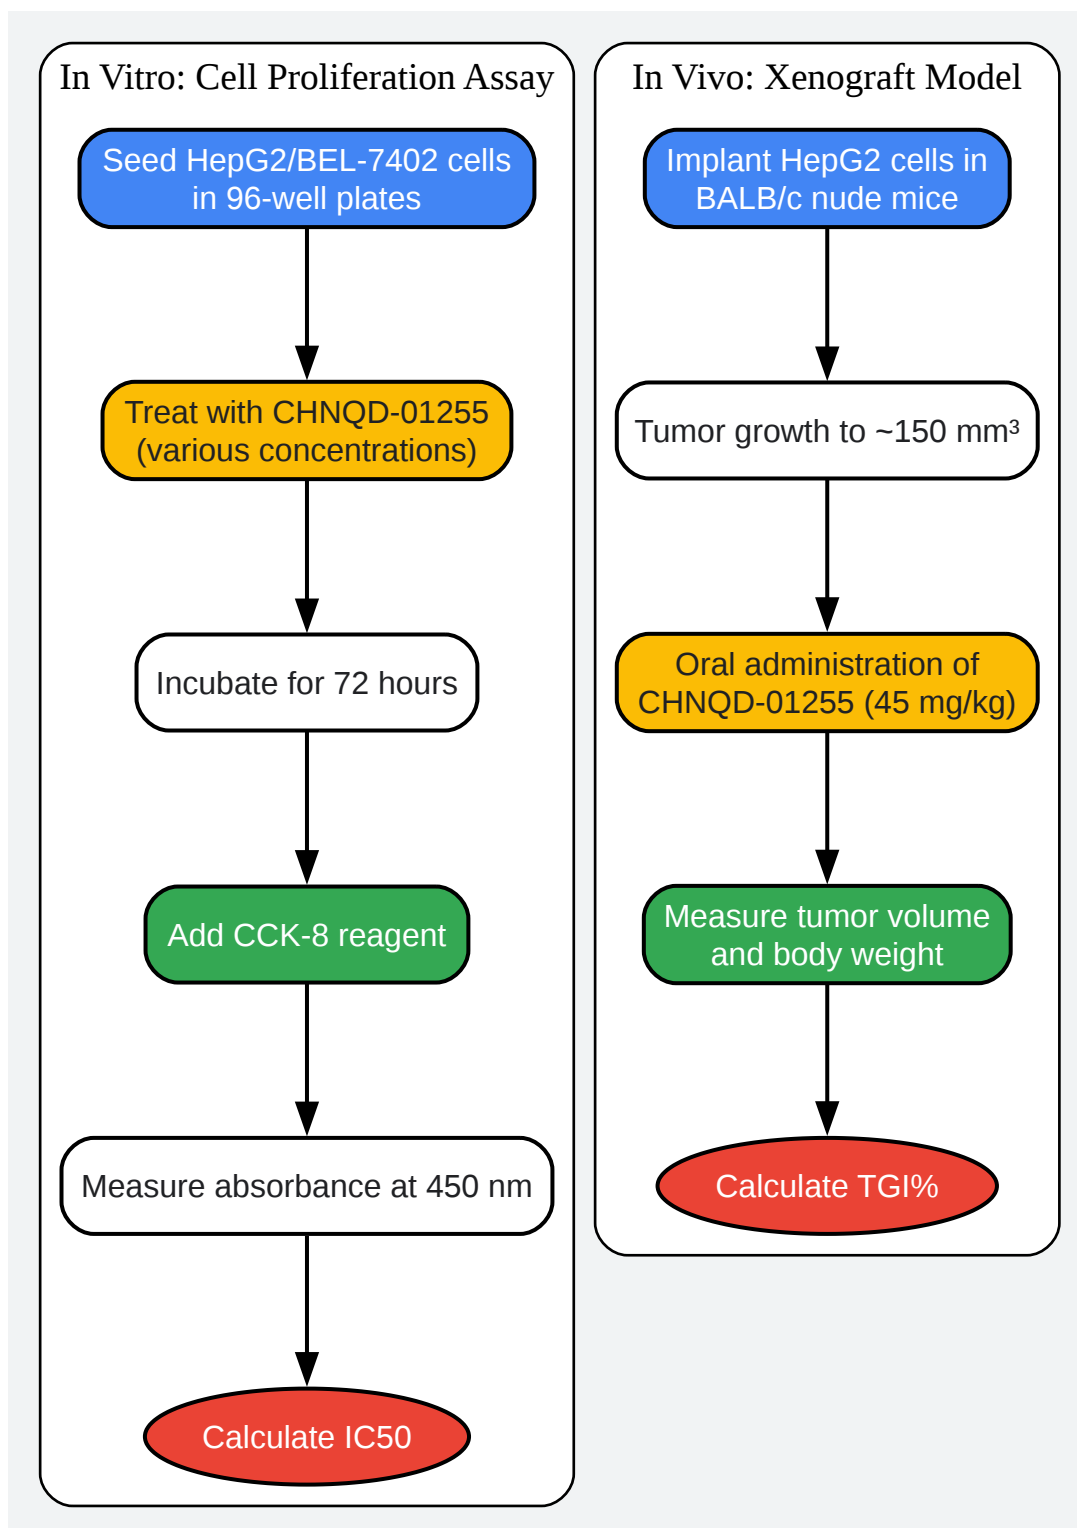 In Vitro: Cell Proliferation Assay
Seed HepG2/BEL-7402 cells
in 96-well plates
Treat with CHNQD-01255
(various concentrations)
Incubate for 72 hours
Add CCK-8 reagent
Measure absorbance at 450 nm
Calculate IC50
In Vivo: Xenograft Model
Implant HepG2 cells in
BALB/c nude mice
Tumor growth to ~150 mm³
Oral administration of
CHNQD-01255 (45 mg/kg)
Measure tumor volume
and body weight
Calculate TGI%